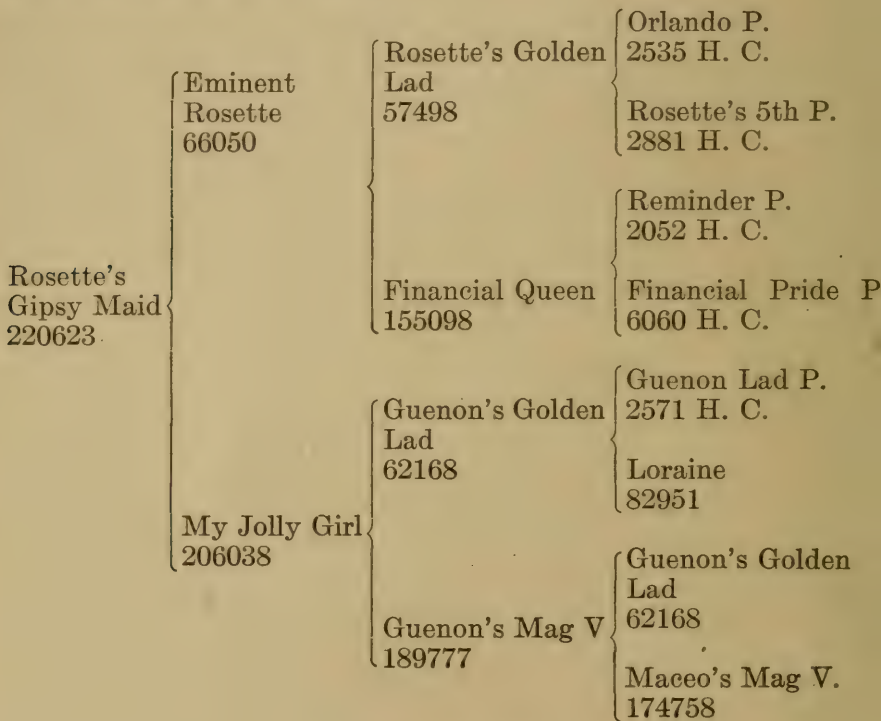 Rosette's
Gipsy Maid
220623
Eminent
Rosette
66050
My Jolly Girl
206038
Rosette's Golden
Lad
57498
Financial Queen
155098
Guenon's Golden
Lad
62168
Guenon's Mag V
189777
Orlando P.
2535 H. C.
Rosette's 5th P.
2881 H. C.
Reminder P.
2052 H. C.
Financial Pride P
6060 H. C.
Guenon Lad P.
2571 H. C.
Loraine
82951
Guenon's Golden
Lad
62168
Maceo's Mag V.
174758